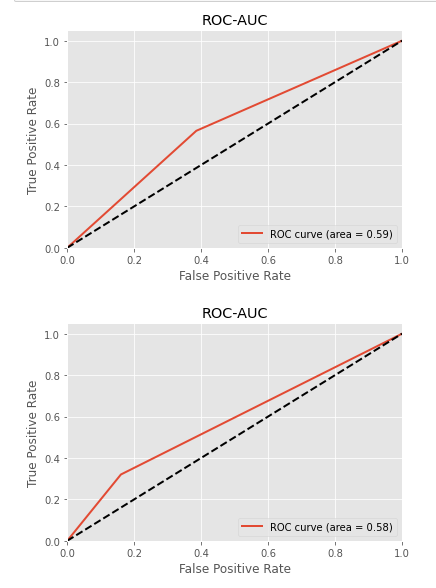 ROC-AUC
1.0
0.8
0.6
0.4
0.2
0.0
True Positive Rate
ROC curve (area = 0.59)
0.0 0.2 0.4 0.6 0.8 1.0
False Positive Rate
ROC-AUC
1.0
0.8
0.6
0.4
0.2
0.0
True Positive Rate
ROC curve (area = 0.58)
0.0 0.2 0.4 0.6 0.8 1.0
False Positive Rate